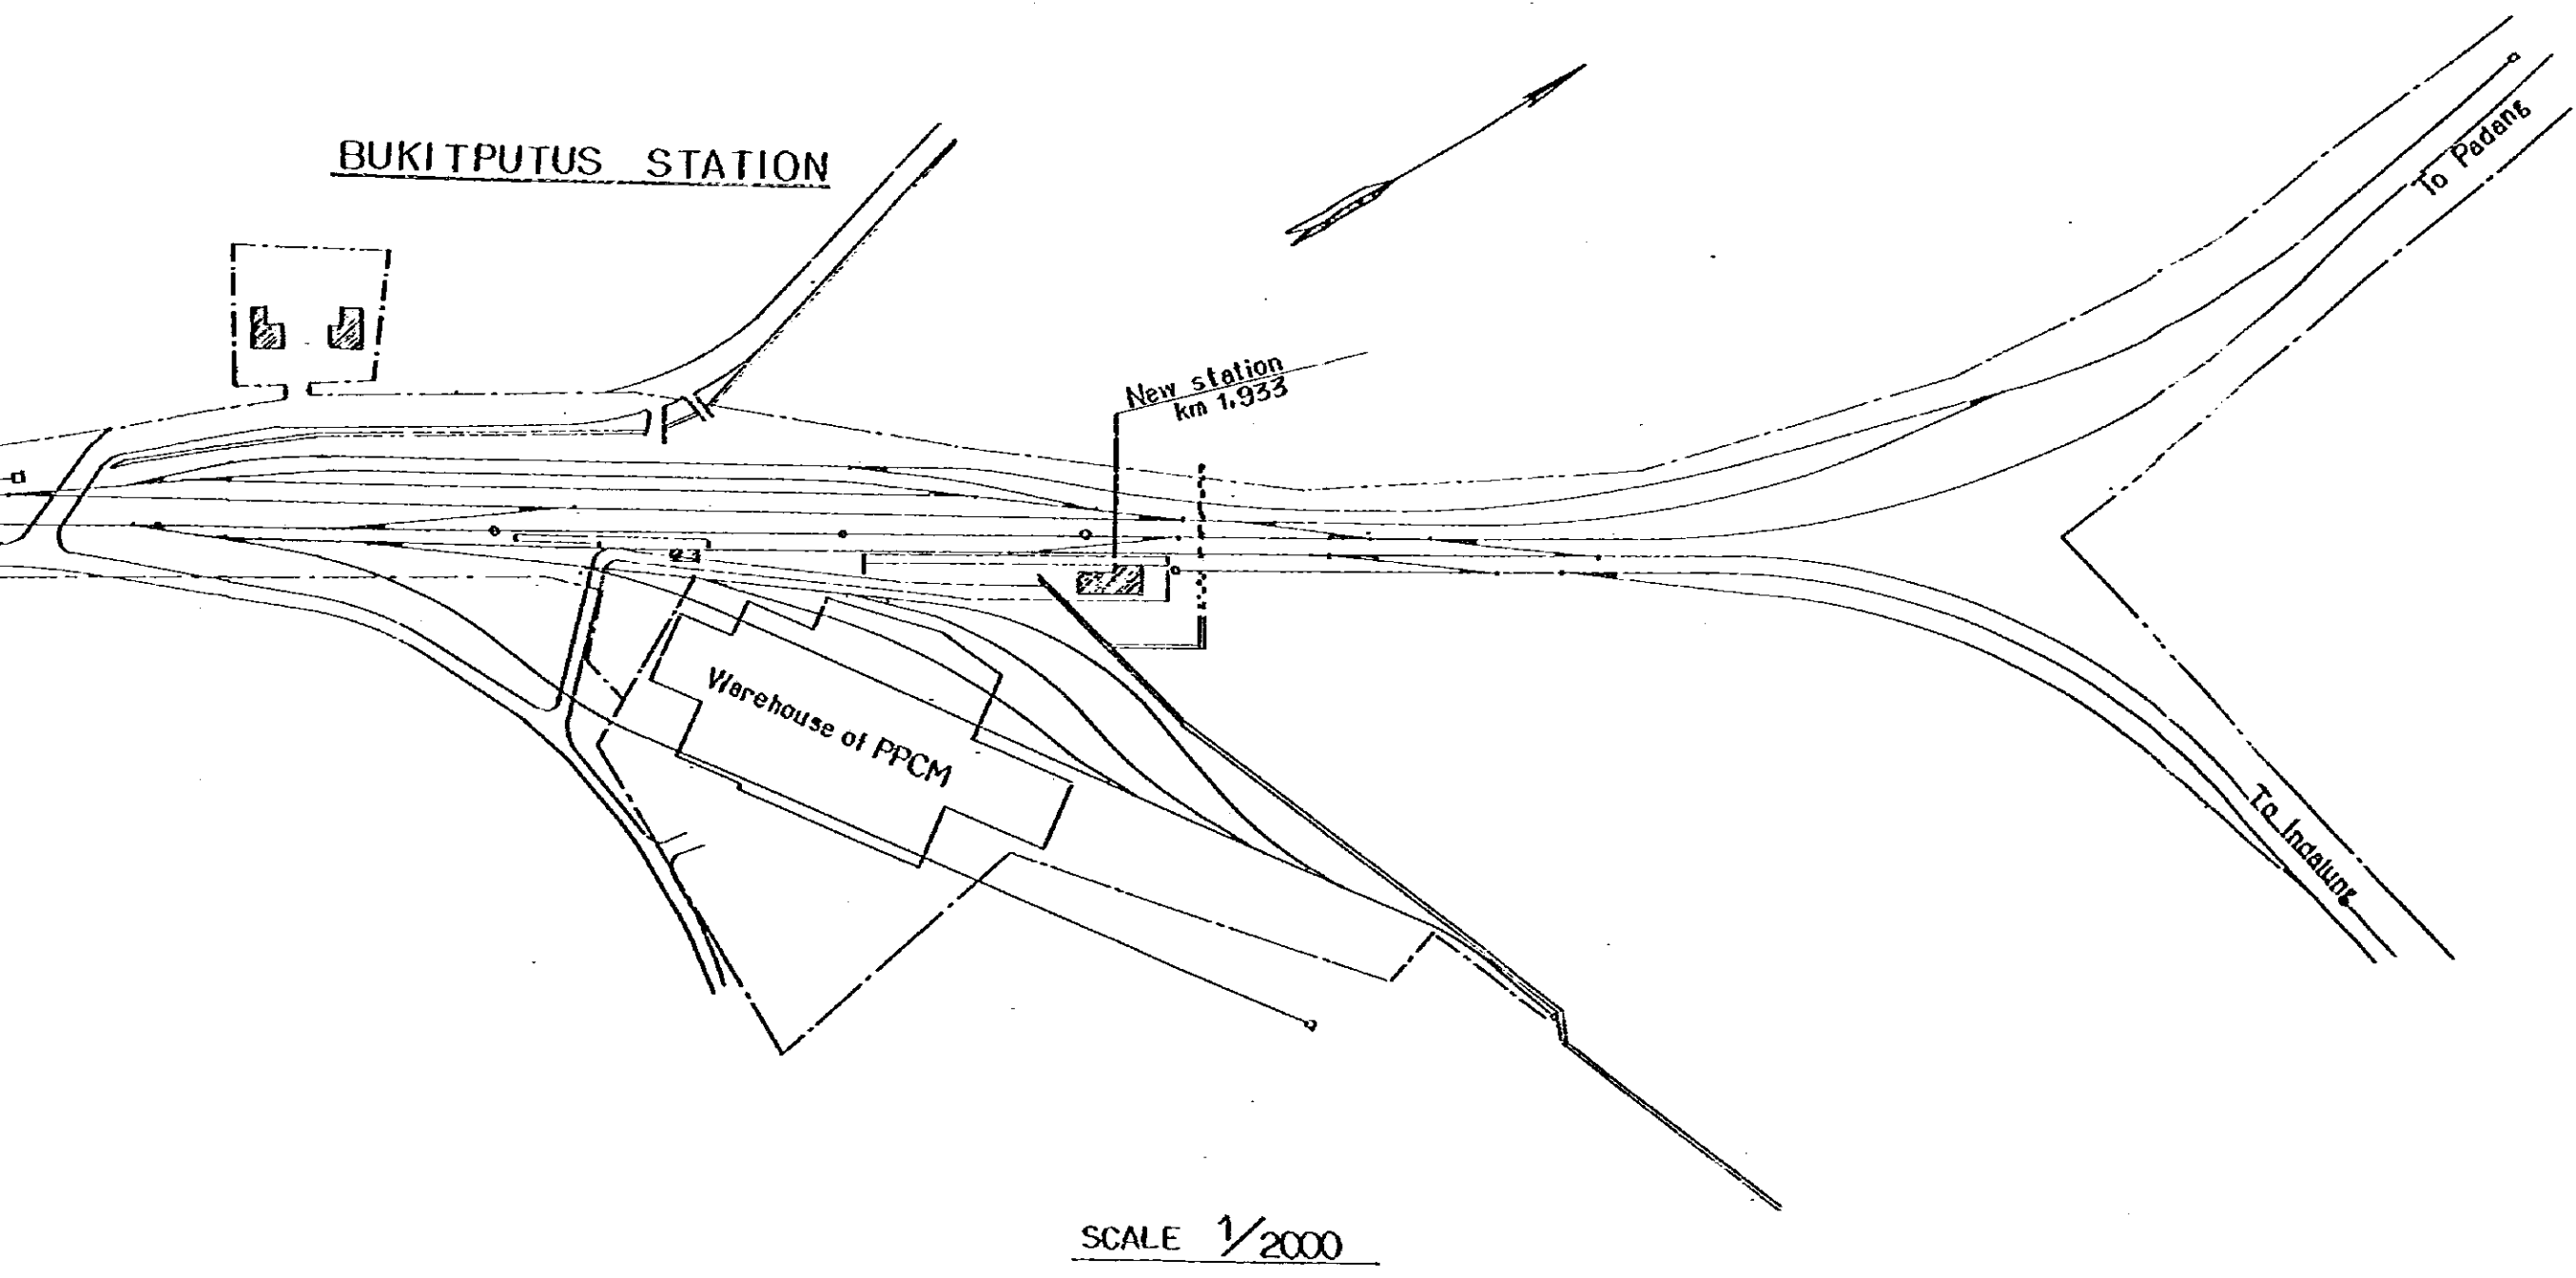 BUKITPUTUS STATION
To Padang
New station
km 1.933
Warehouse of PPCM
To Indalung
SCALE 1/2000